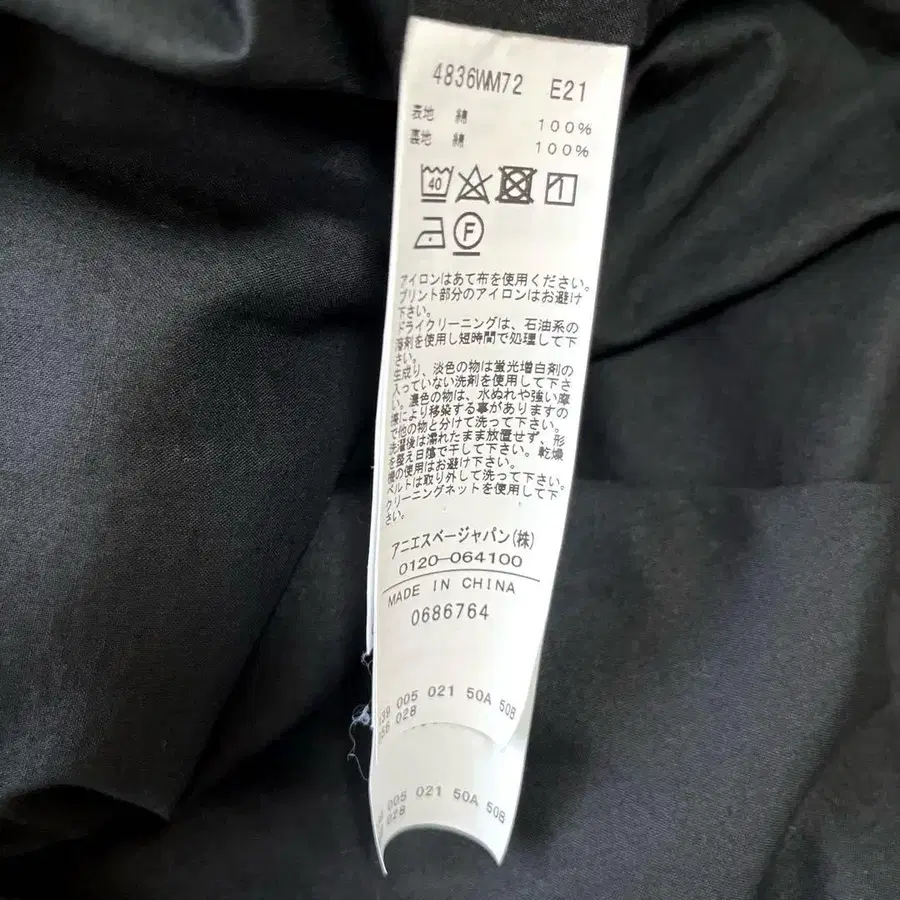 4836WM72 E21
表地 綿 100%
裏地 綿 100%
40
F
アイロンはあて布を使用ください。
プリント部分のアイロンはお避け
下さい。
ドライクリーニングは、石油系の
溶剤を使用し短時間で処理して下
さい。
生成り、淡色の物は蛍光増白剤の
入っていない洗剤を使用して下さ
い。濃色の物は、水ぬれや強い摩
擦により移染する事がありますの
で他の物と分けて洗って下さい。
洗濯後は濡れたまま放置せず、形
を整え日陰で干して下さい。乾燥
機の使用はお避け下さい。
ベルトは取り外して洗って下さい。
クリーニングネットを使用して下
さい。
アニエスベージャパン(株)
0120-064100
MADE IN CHINA
0686764
005 021 50A 50B
028
005 021 50A 50B
028